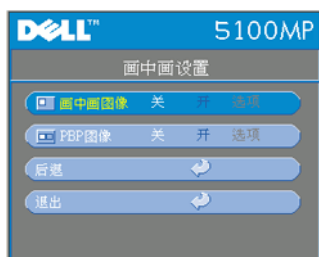 DELL™ 5100MP
画中画设置
画中画图像 关 开 选项
PBP图像 关 开 选项
后退
退出